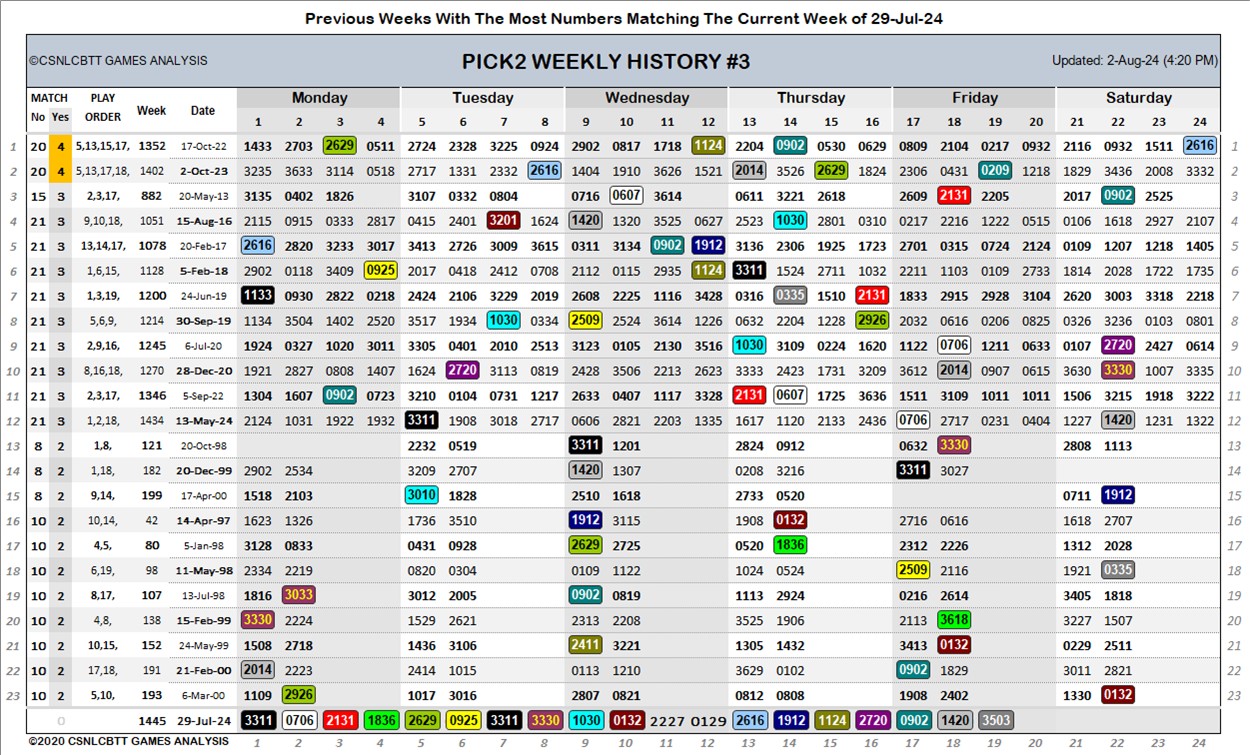 Previous Weeks With The Most Numbers Matching The Current Week of 29-Jul-24
©CSNLCBTT GAMES ANALYSIS PICK2 WEEKLY HISTORY #3 Updated: 2-Aug-24 (4:20 PM)
MATCH PLAY Week Date Monday Tuesday Wednesday Thursday Friday Saturday
No Yes ORDER 1 2 3 4 5 6 7 8 9 10 11 12 13 14 15 16 17 18 19 20 21 22 23 24
1 20 4 5,13,15,17, 1352 17-Oct-22 1433 2703 2629 0511 2724 2328 0725 0924 2902 0817 1718 1124 2204 0902 0530 0629 0809 2104 0217 0932 2116 0932 1511 2616 1
2 20 4 5,13,17,18, 1402 2-Oct-23 3235 3633 3114 0518 2717 1331 2332 2616 1404 1910 3626 1521 2014 3526 2629 1824 2306 0431 0209 1218 1829 3436 2008 3332 2
3 15 3 2,3,17, 882 20-May-13 3135 0402 1826 3107 0332 0804 0716 0607 3614 0611 3221 2618 2609 2131 2205 2017 0902 2525 3
4 21 3 9,10,18, 1051 15-Aug-16 2115 0915 0333 2817 0415 2401 3201 1624 1420 1320 3525 0627 2523 1030 2801 0310 0217 2216 1222 0515 0106 1618 2927 2107 4
5 21 3 13,14,17, 1078 20-Feb-17 2616 2820 3233 3017 3413 2726 3009 3615 0311 3134 0902 1912 3136 2306 1925 1723 2701 0315 0724 2124 0109 1207 1218 1405 5
6 21 3 1,6,15, 1128 5-Feb-18 2902 0118 3409 0925 2017 0418 2412 0708 2112 0115 2935 1124 3311 1524 2711 1032 2211 1103 0109 2733 1814 2028 1722 1735 6
7 21 3 1,3,19, 1200 24-Jun-19 1133 0930 2822 0218 2424 2106 3229 2019 2608 2225 1116 3428 0316 0335 1510 2131 1833 2915 2928 3104 2620 3003 3318 2218 7
8 21 3 5,6,9, 1214 30-Sep-19 1134 3504 1402 2520 3517 1934 1030 0334 2509 2524 3614 1226 0632 2204 1228 2926 2032 0616 0206 0825 0326 3236 0103 0801 8
9 21 3 2,9,16, 1245 6-Jul-20 1924 0327 1020 3011 3305 0401 2010 2513 3123 0105 2130 3516 1030 3109 0224 1620 1122 0706 1211 0633 0107 2720 2427 0614 9
10 21 3 8,16,18, 1270 28-Dec-20 1921 2827 0808 1407 1624 2720 3113 0819 2428 3506 2213 2623 3333 2423 1731 3209 3612 2014 0907 0615 3630 3330 1007 3335 10
11 21 3 2,3,17, 1346 5-Sep-22 1304 1607 0902 0723 3210 0104 0731 1217 2633 0407 1117 3328 2131 0607 1725 3636 1511 3109 1011 1011 1506 3215 1918 3222 11
12 21 3 1,2,18, 1434 13-May-24 2124 1031 1922 1932 3311 1908 3018 2717 0606 2821 2203 3335 1617 1120 2133 2436 0706 2717 0231 0404 1227 1420 1231 1322 12
13 8 2 1,8, 121 20-Oct-98 2232 0519 3311 1201 2824 0912 0632 3330 2808 1113 13
14 8 2 1,18, 182 20-Dec-99 2902 2534 3209 2707 1420 1307 0208 3216 3311 3027 14
15 8 2 9,14, 199 17-Apr-00 1518 2103 3010 1828 2510 1618 2733 0520 0711 1912 15
16 10 2 10,14, 42 14-Apr-97 1623 1326 1736 3510 1912 3115 1908 0132 2716 0616 1618 2707 16
17 10 2 4,5, 80 5-Jan-98 3128 0833 0431 0928 2629 2725 0520 1836 2312 2226 1312 2028 17
18 10 2 6,19, 98 11-May-98 2334 2219 0820 0304 0109 1122 1024 0524 2509 2116 1921 0335 18
19 10 2 8,17, 107 13-Jul-98 1816 3033 3012 2005 0902 0819 1113 2924 0216 2614 3405 1818 19
20 10 2 4,8, 138 15-Feb-99 3330 2224 1529 2621 2313 2208 3525 1906 2113 3618 3227 1507 20
21 10 2 10,15, 152 24-May-99 1508 2718 1436 3106 2411 3221 1305 1432 3413 0132 0229 2511 21
22 10 2 17,18, 191 21-Feb-00 2014 2223 2414 1015 0113 1210 3629 0102 0902 1829 3011 2821 22
23 10 2 5,10, 193 6-Mar-00 1109 2926 1017 3016 2807 0821 0812 0808 1908 2402 1330 0132 23
0 1445 29-Jul-24 3311 0706 2131 1836 2629 0925 3311 3330 1030 0132 2227 0129 2616 1912 1124 2720 0902 1420 3503
©2020 CSNLCBTT GAMES ANALYSIS 1 2 3 4 5 6 7 8 9 10 11 12 13 14 15 16 17 18 19 20 21 22 23 24